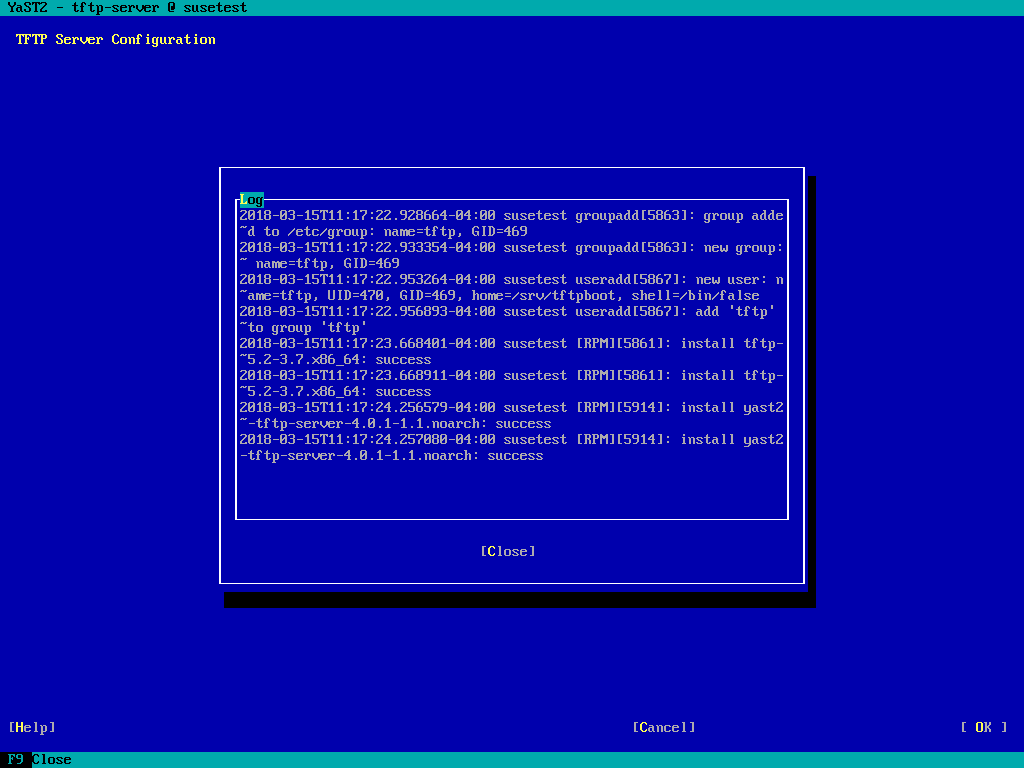 YaST2 - tftp-server @ susetest
TFTP Server Configuration
Log
2018-03-15T11:17:22.928664-04:00 susetest groupadd[5863]: group adde
~d to /etc/group: name=tftp, GID=469
2018-03-15T11:17:22.933354-04:00 susetest groupadd[5863]: new group:
~ name=tftp, GID=469
2018-03-15T11:17:22.953264-04:00 susetest useradd[5867]: new user: n
~ame=tftp, UID=470, GID=469, home=/srv/tftpboot, shell=/bin/false
2018-03-15T11:17:22.956893-04:00 susetest useradd[5867]: add 'tftp'
~to group 'tftp'
2018-03-15T11:17:23.668401-04:00 susetest [RPM][5861]: install tftp-
~5.2-3.7.x86_64: success
2018-03-15T11:17:23.668911-04:00 susetest [RPM][5861]: install tftp-
~5.2-3.7.x86_64: success
2018-03-15T11:17:24.256579-04:00 susetest [RPM][5914]: install yast2
~-tftp-server-4.0.1-1.1.noarch: success
2018-03-15T11:17:24.257080-04:00 susetest [RPM][5914]: install yast2
-tftp-server-4.0.1-1.1.noarch: success
[Close]
[Help] [Cancel] [ OK ]
F9 Close